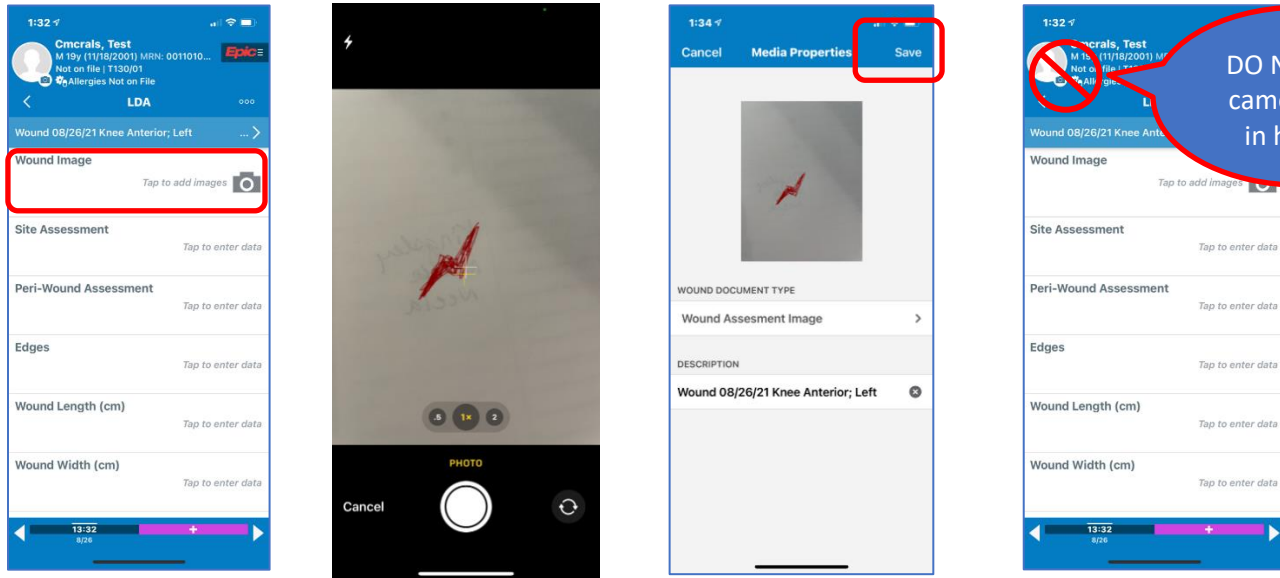 1:32
Cmcrals, Test
M 19y (11/18/2001) MRN: 0011010...
Not on file | T130/01
Allergies Not on File
Epic
LDA
Wound 08/26/21 Knee Anterior; Left ...
Wound Image
Tap to add images
Site Assessment
Tap to enter data
Peri-Wound Assessment
Tap to enter data
Edges
Tap to enter data
Wound Length (cm)
Tap to enter data
Wound Width (cm)
Tap to enter data
13:32
8/26
.5 1× 2
PHOTO
Cancel
1:34
Cancel Media Properties Save
WOUND DOCUMENT TYPE
Wound Assesment Image
DESCRIPTION
Wound 08/26/21 Knee Anterior; Left
1:32
Test
(11/18/2001)
DO
in
Wound 08/26/21 Knee
Wound Image
Tap to add images
Site Assessment
Tap to enter data
Peri-Wound Assessment
Tap to enter data
Edges
Tap to enter data
Wound Length (cm)
Tap to enter data
Wound Width (cm)
Tap to enter data
13:32
8/26